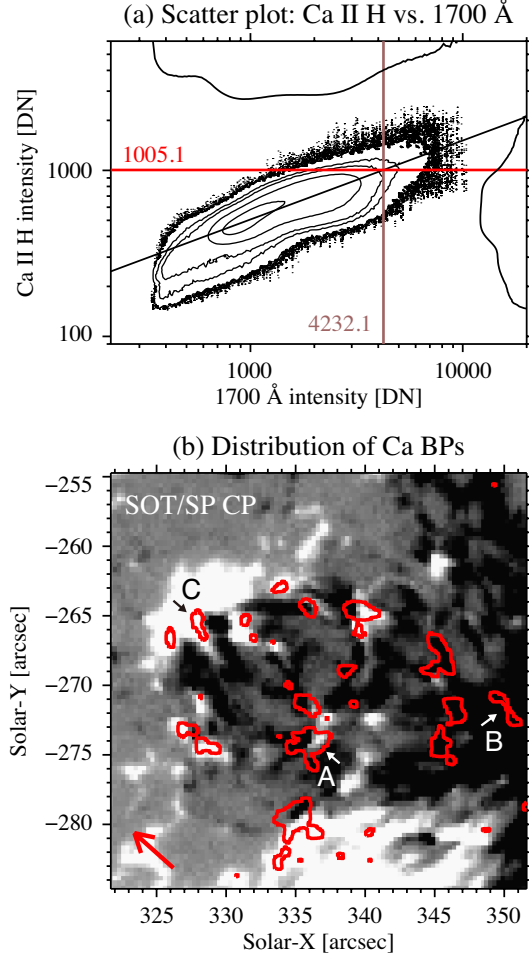 (a) Scatter plot: Ca II H vs. 1700 Å
Ca II H intensity [DN]
1000
100
1005.1
4232.1
1000
10000
1700 Å intensity [DN]
(b) Distribution of Ca BPs
Solar-Y [arcsec]
−255
−260
−265
−270
−275
−280
SOT/SP CP
C
B
A
325
330
335
340
345
350
Solar-X [arcsec]